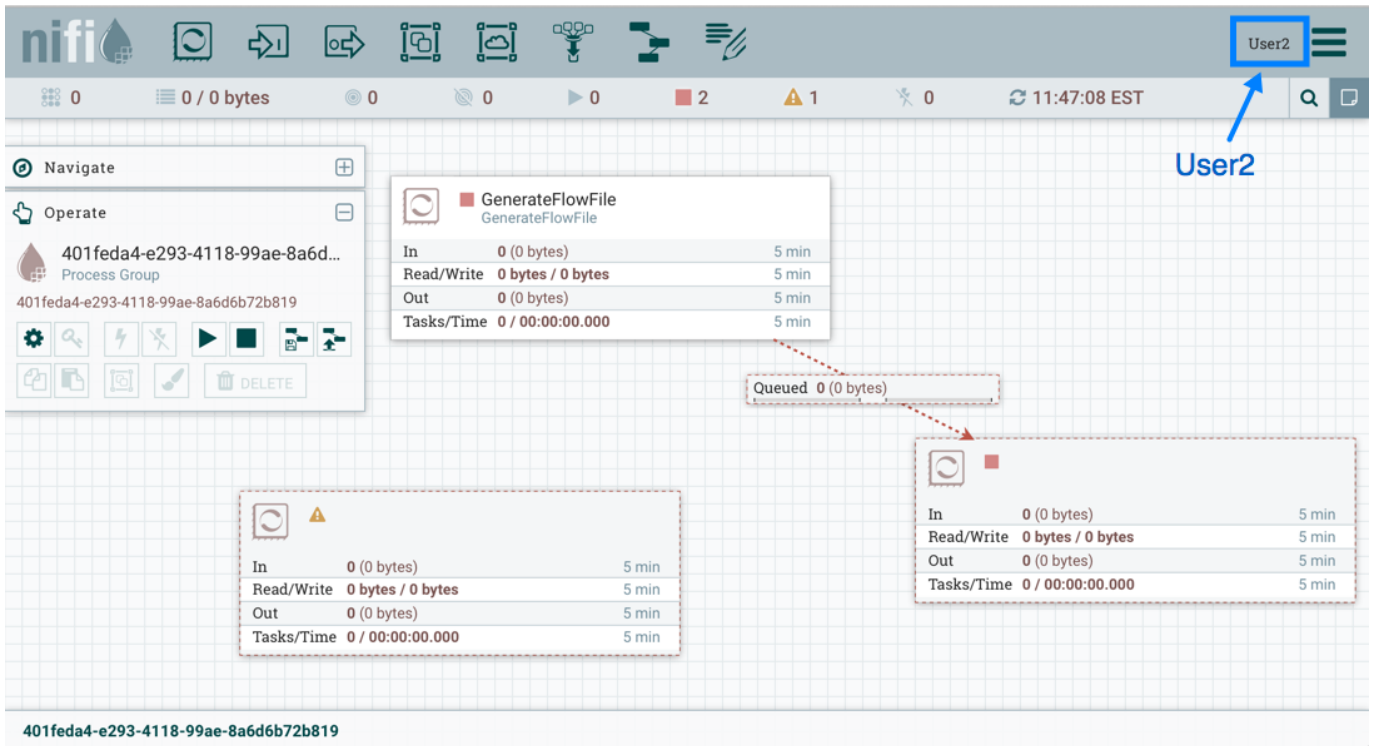 nifi
User2
0
0 / 0 bytes
0
0
0
2
1
0
11:47:08 EST
User2
Navigate
Operate
401feda4-e293-4118-99ae-8a6d...
Process Group
401feda4-e293-4118-99ae-8a6d6b72b819
DELETE
GenerateFlowFile
GenerateFlowFile
In 0 (0 bytes) 5 min
Read/Write 0 bytes / 0 bytes 5 min
Out 0 (0 bytes) 5 min
Tasks/Time 0 / 00:00:00.000 5 min
Queued 0 (0 bytes)
In 0 (0 bytes) 5 min
Read/Write 0 bytes / 0 bytes 5 min
Out 0 (0 bytes) 5 min
Tasks/Time 0 / 00:00:00.000 5 min
In 0 (0 bytes) 5 min
Read/Write 0 bytes / 0 bytes 5 min
Out 0 (0 bytes) 5 min
Tasks/Time 0 / 00:00:00.000 5 min
401feda4-e293-4118-99ae-8a6d6b72b819